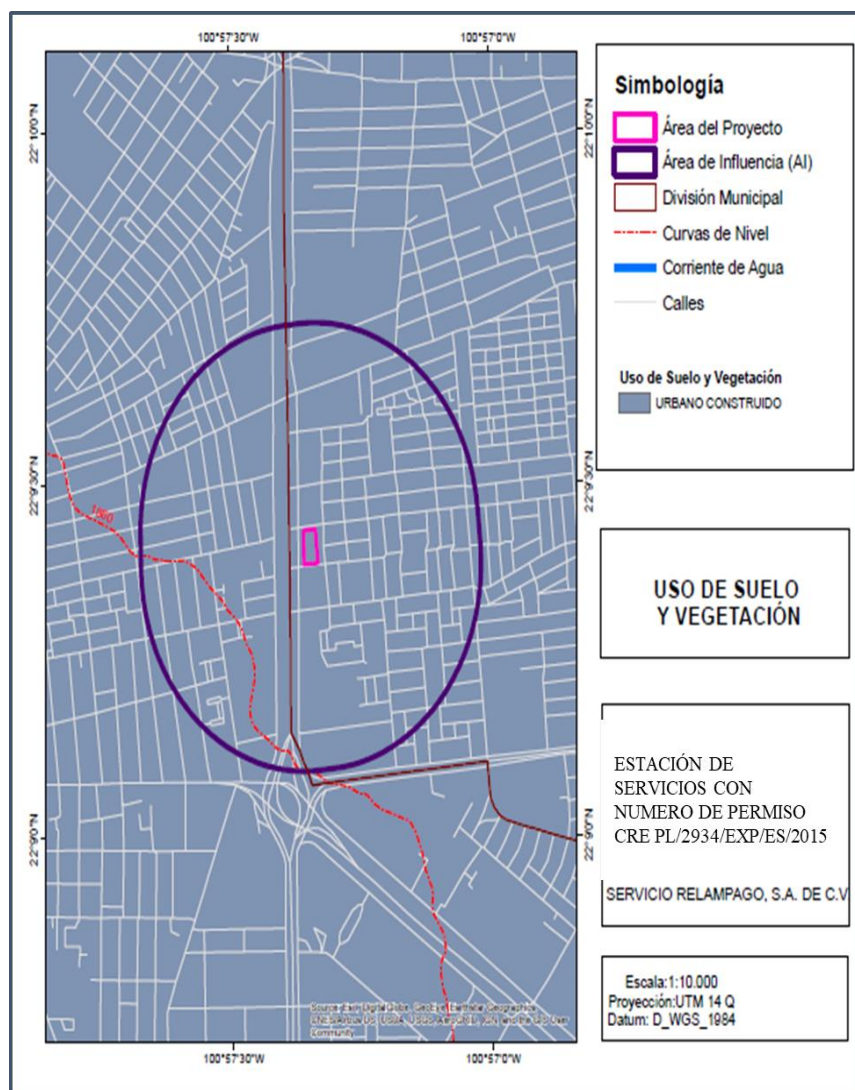 100°57'30"W
100°57'0"W
22°10'0"N
22°10'0"N
22°9'30"N
22°9'30"N
22°9'0"N
22°9'0"N
1860
100°57'30"W
100°57'0"W
Community
Simbología
Área del Proyecto
Área de Influencia (AI)
División Municipal
Curvas de Nivel
Corriente de Agua
Calles
Uso de Suelo y Vegetación
URBANO CONSTRUIDO
USO DE SUELO
Y VEGETACIÓN
ESTACIÓN DE
SERVICIOS CON
NUMERO DE PERMISO
CRE PL/2934/EXP/ES/2015
SERVICIO RELAMPAGO, S.A. DE C.V
Escala:1:10.000
Proyección:UTM 14 Q
Datum: D_WGS_1984